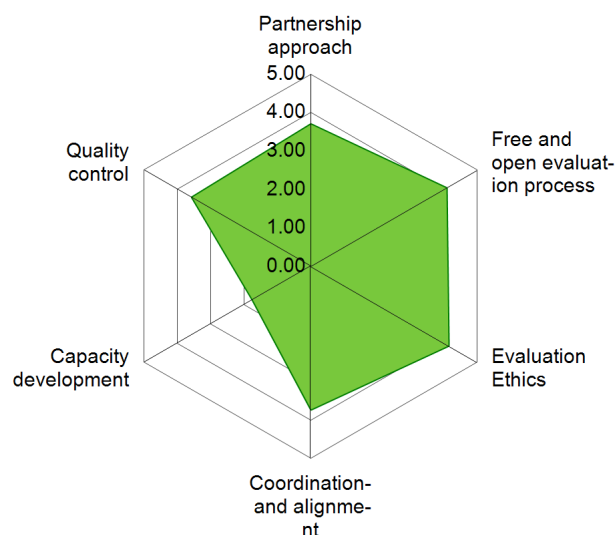 Partnership
approach
5.00
4.00
3.00
2.00
1.00
0.00
Free and
open evaluat-
ion process
Evaluation
Ethics
Coordination-
and alignme-
nt
Capacity
development
Quality
control